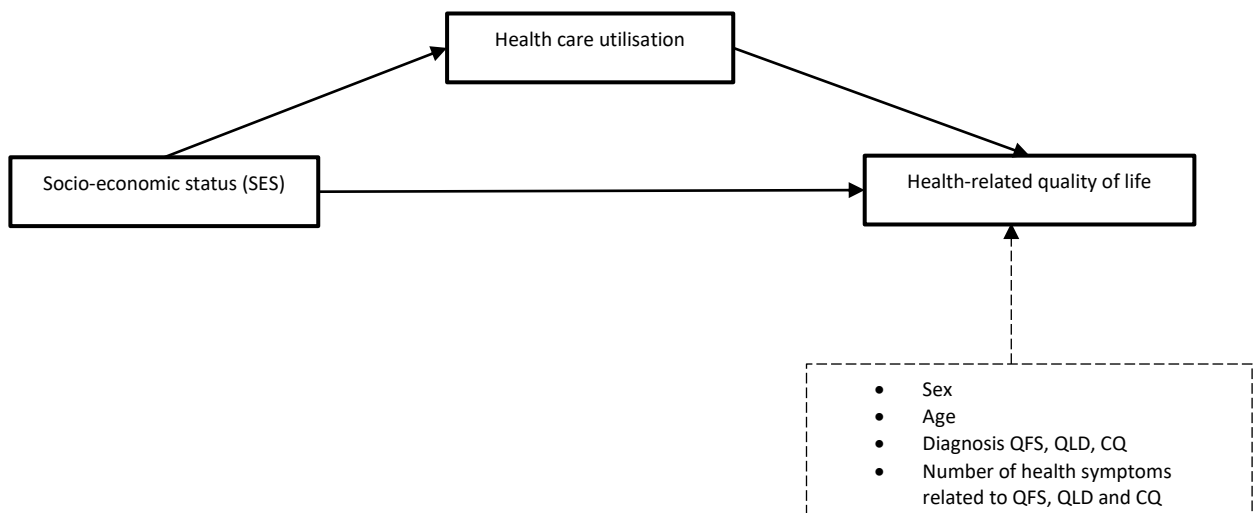 Health care utilisation
Socio-economic status (SES)
Health-related quality of life
• Sex
• Age
• Diagnosis QFS, QLD, CQ
• Number of health symptoms
related to QFS, QLD and CQ